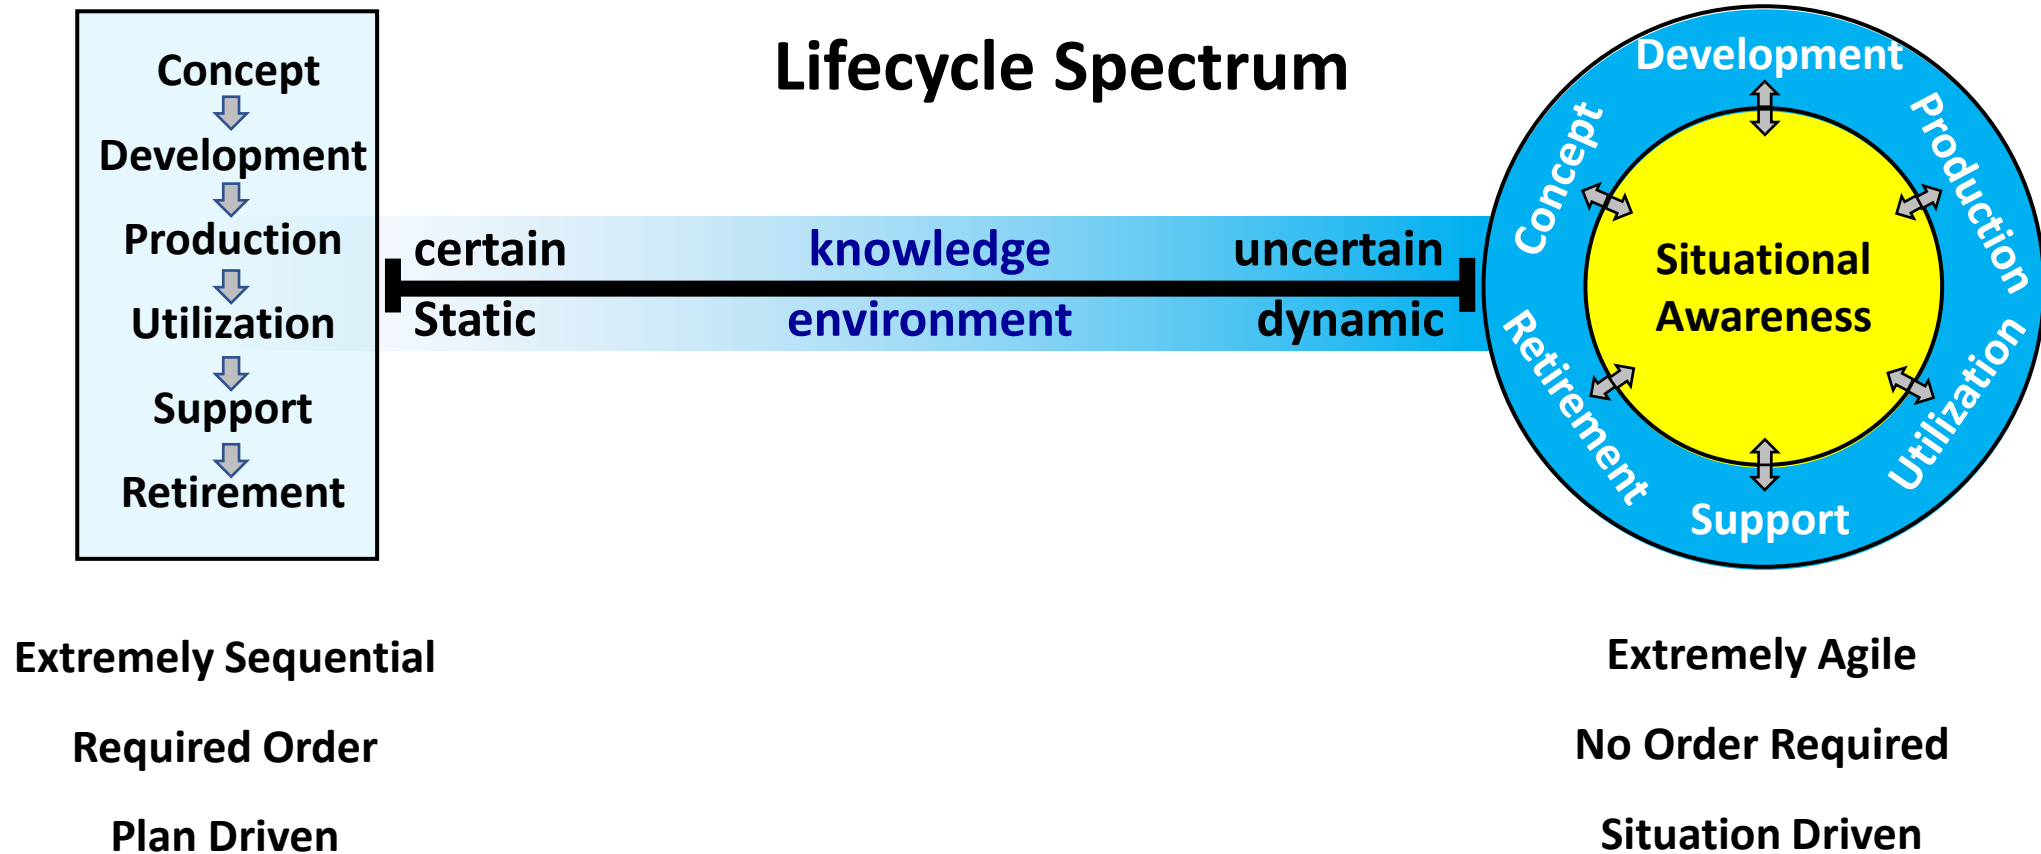 Lifecycle Spectrum
Concept
Development
Production
Utilization
Support
Retirement
certain
knowledge
uncertain
Static
environment
dynamic
Development
Production
Utilization
Support
Retirement
Concept
Situational
Awareness
Extremely Sequential
Required Order
Plan Driven
Extremely Agile
No Order Required
Situation Driven